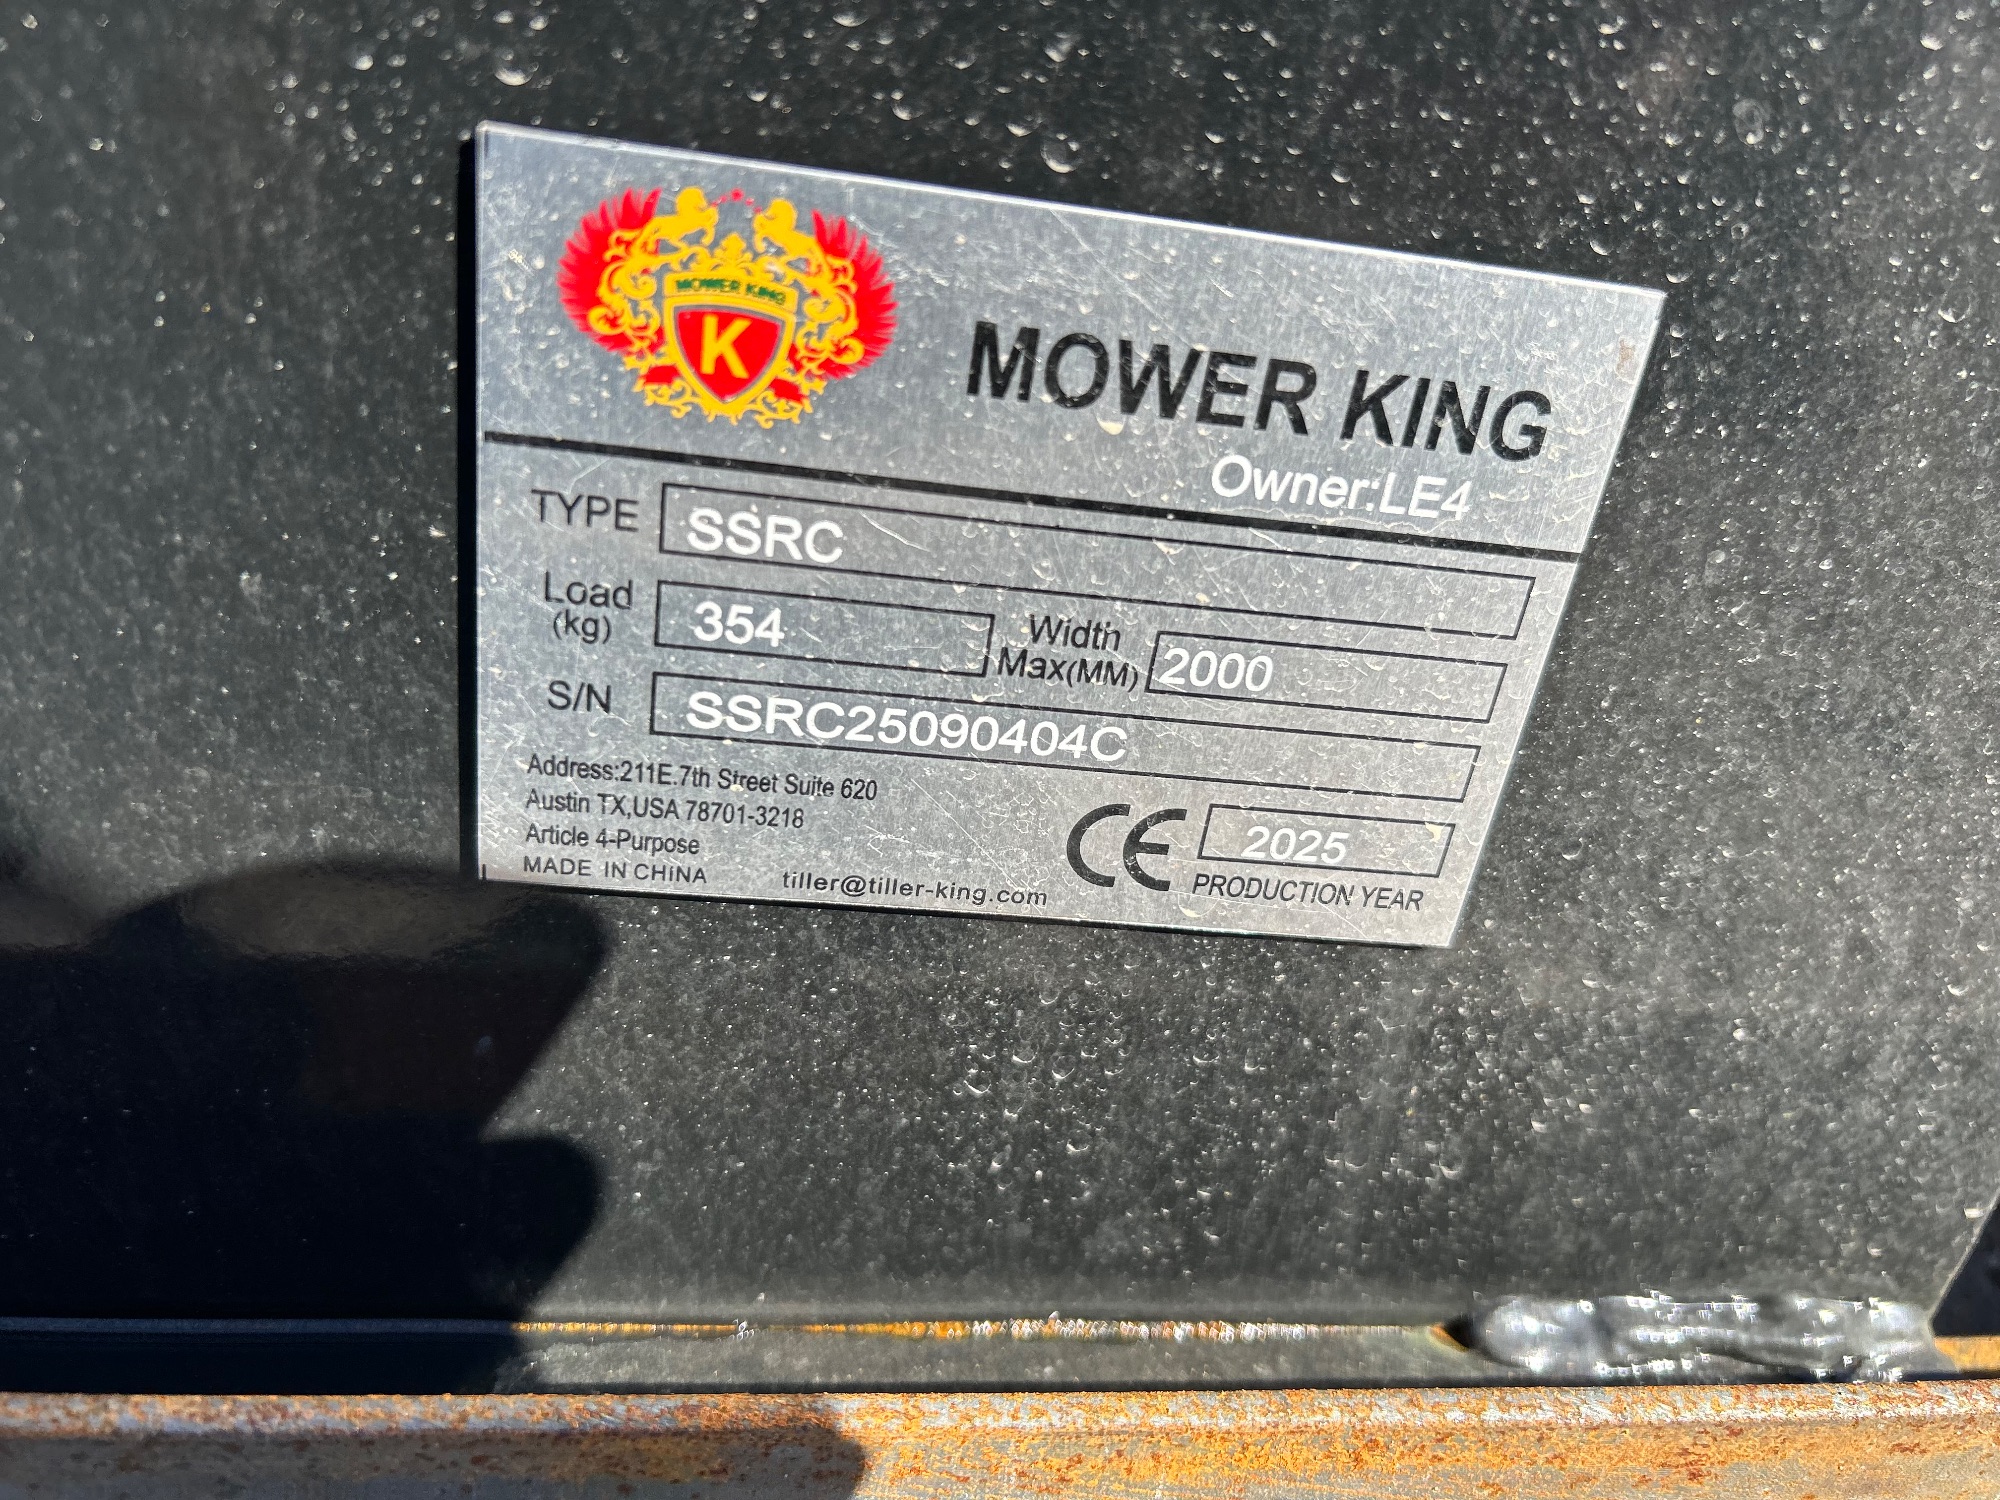 MOWER KING
K
MOWER KING
Owner:LE4
TYPE SSRC
Load
(kg) 354
Width
Max(MM) 2000
S/N SSRC25090404C
Address:211E.7th Street Suite 620
Austin TX,USA 78701-3218
Article 4-Purpose
MADE IN CHINA
tiller@tiller-king.com
CE
2025
PRODUCTION YEAR